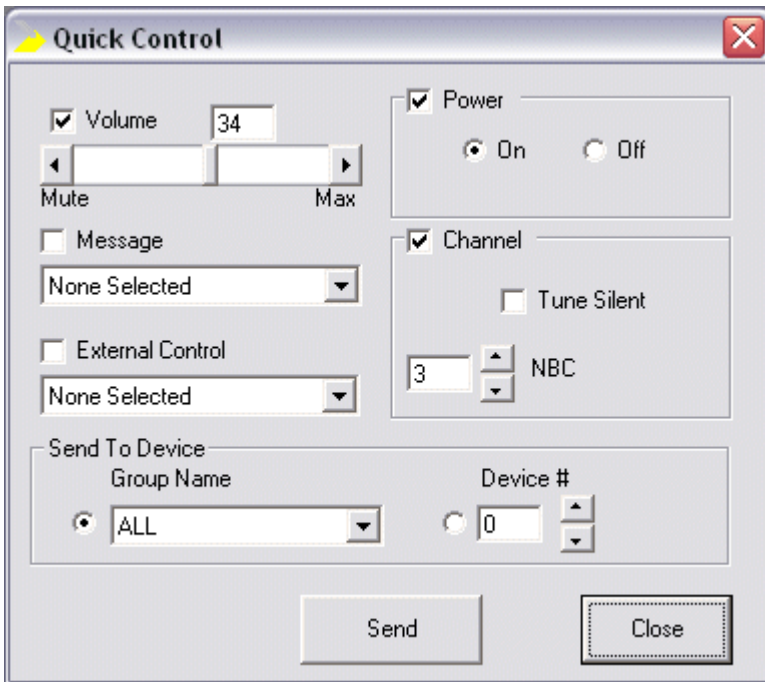 Quick Control
Volume 34
Mute Max
Message
None Selected
External Control
None Selected
Power
On Off
Channel
Tune Silent
3 NBC
Send To Device
Group Name Device #
ALL 0
Send Close